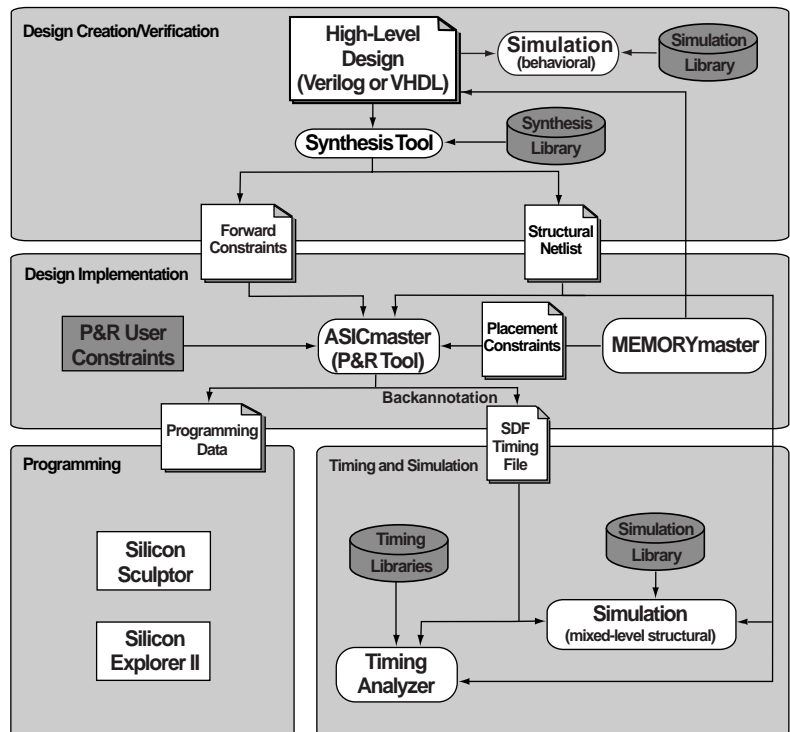 Design Creation/Verification
High-Level
Design
(Verilog or VHDL)
Simulation
(behavioral)
Simulation
Library
Synthesis Tool
Synthesis
Library
Forward
Constraints
Structural
Netlist
Design Implementation
P&R User
Constraints
ASICmaster
(P&R Tool)
Placement
Constraints
MEMORYmaster
Backannotation
Programming
Data
SDF
Timing
File
Programming
Silicon
Sculptor
Silicon
Explorer II
Timing and Simulation
Timing
Libraries
Simulation
Library
Simulation
(mixed-level structural)
Timing
Analyzer